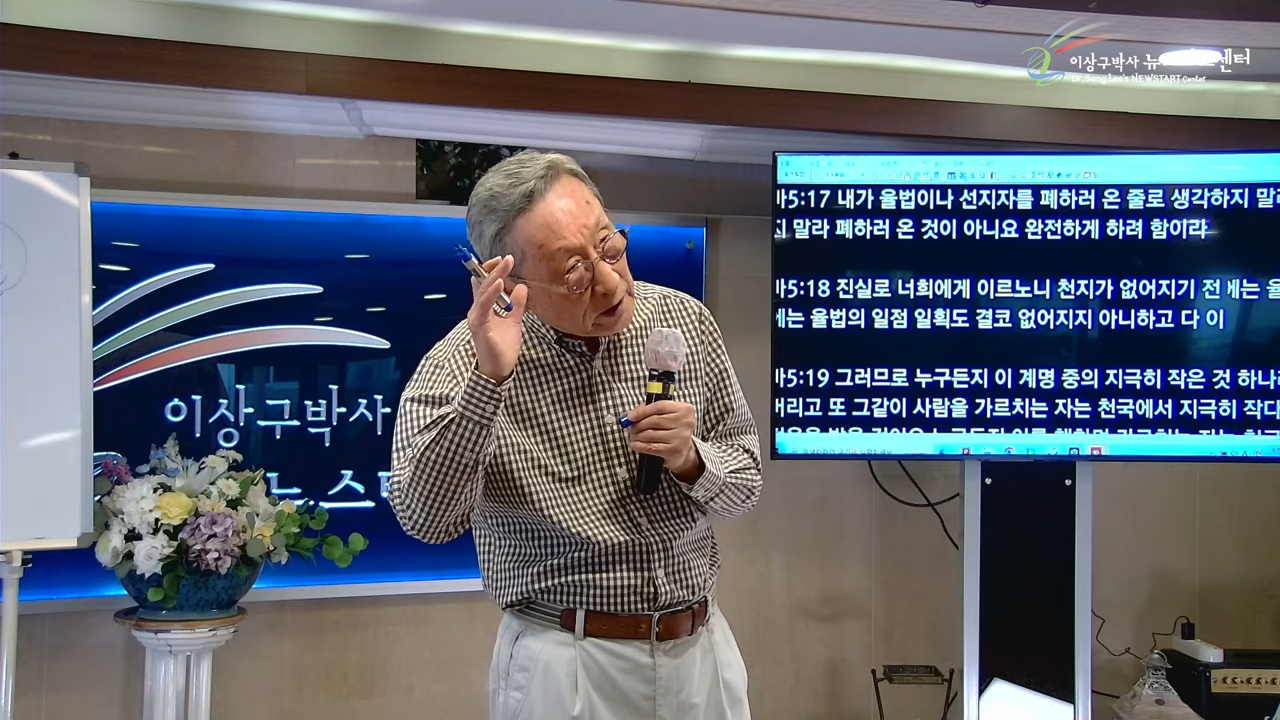 이상구박사 뉴 센터
Dr. Sang Lee's NEWSTART Center
마5:17 내가 율법이나 선지자를 폐하러 온 줄로 생각하지 말라
지 말라 폐하러 온 것이 아니요 완전하게 하려 함이라
마5:18 진실로 너희에게 이르노니 천지가 없어지기 전에는 율
에는 율법의 일점 일획도 결코 없어지지 아니하고 다 이
마5:19 그러므로 누구든지 이 계명 중의 지극히 작은 것 하나라
버리고 또 그같이 사람을 가르치는 자는 천국에서 지극히 작다
이상구박사
뉴스타